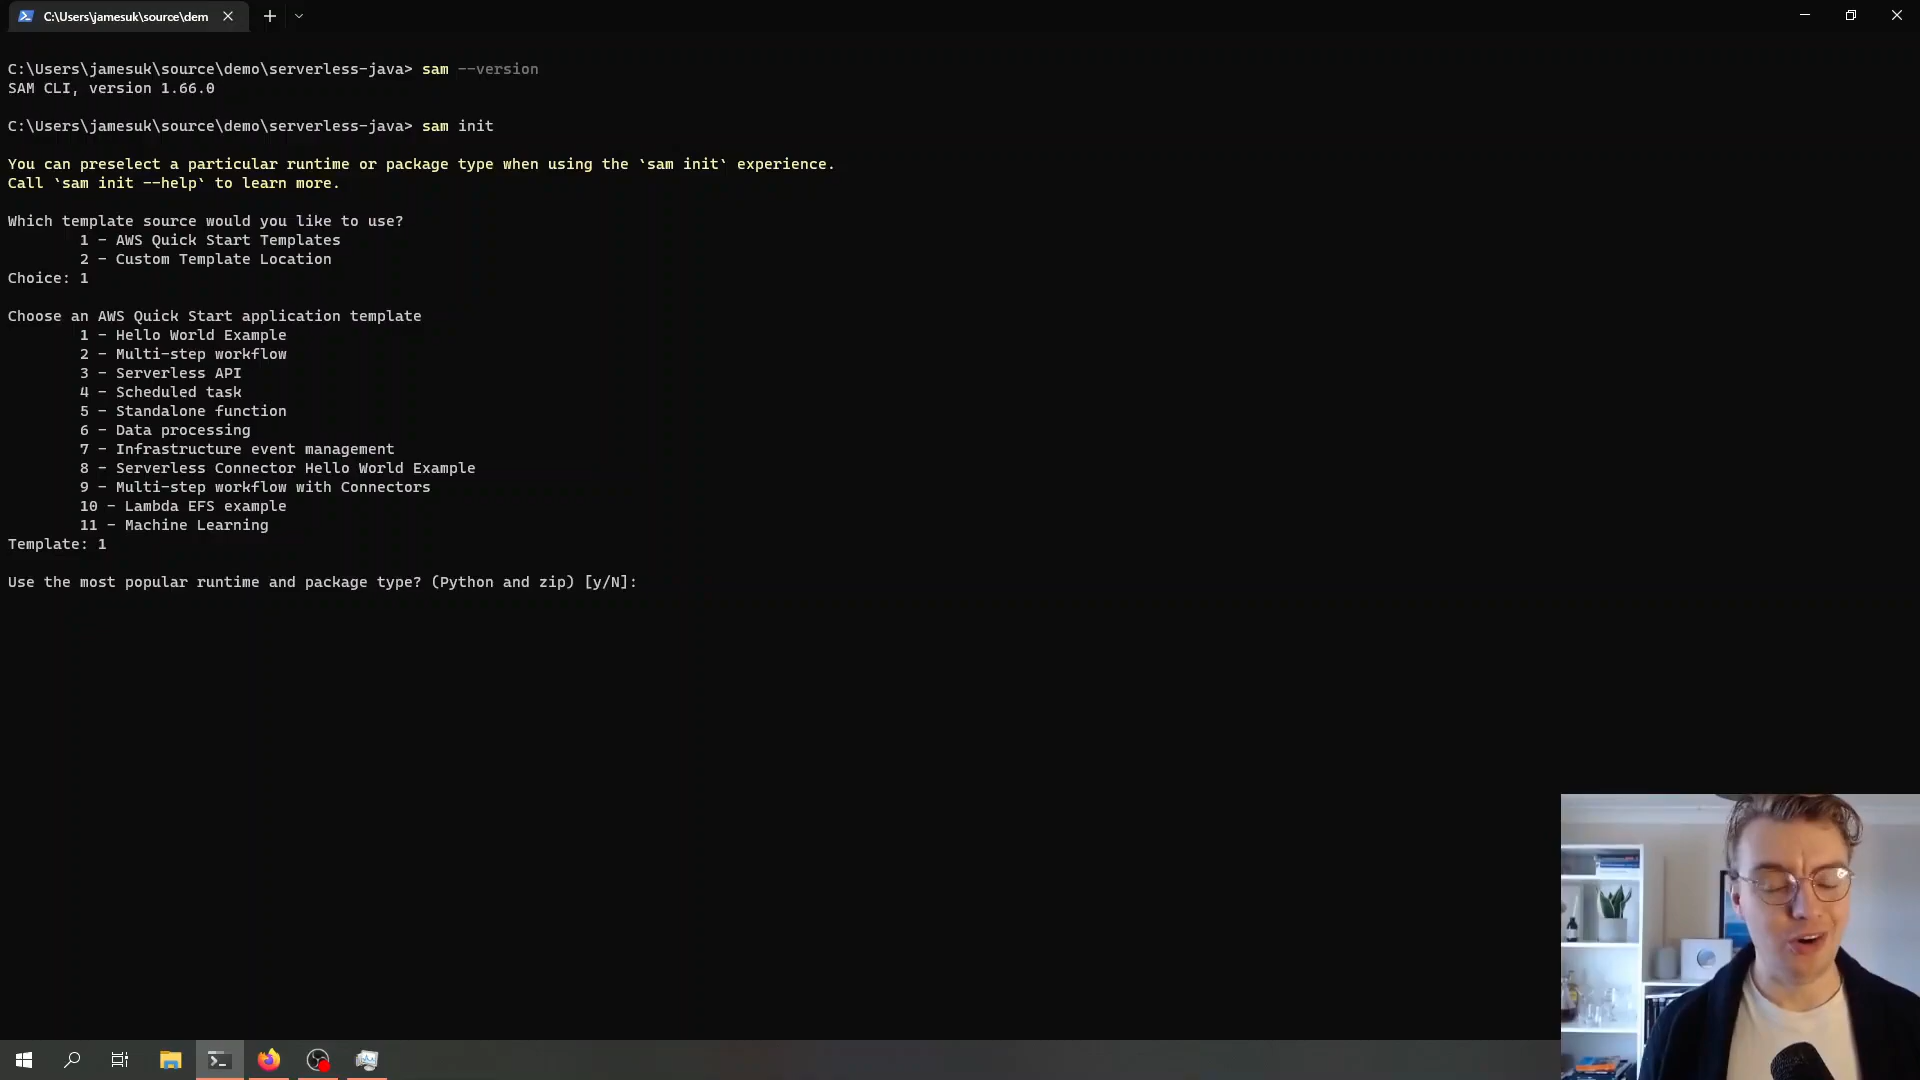 C:\Users\jamesuk\source\dem
C:\Users\jamesuk\source\demo\serverless-java> sam --version
SAM CLI, version 1.66.0
C:\Users\jamesuk\source\demo\serverless-java> sam init
You can preselect a particular runtime or package type when using the `sam init` experience.
Call `sam init --help` to learn more.
Which template source would you like to use?
1 - AWS Quick Start Templates
2 - Custom Template Location
Choice: 1
Choose an AWS Quick Start application template
1 - Hello World Example
2 - Multi-step workflow
3 - Serverless API
4 - Scheduled task
5 - Standalone function
6 - Data processing
7 - Infrastructure event management
8 - Serverless Connector Hello World Example
9 - Multi-step workflow with Connectors
10 - Lambda EFS example
11 - Machine Learning
Template: 1
Use the most popular runtime and package type? (Python and zip) [y/N]: